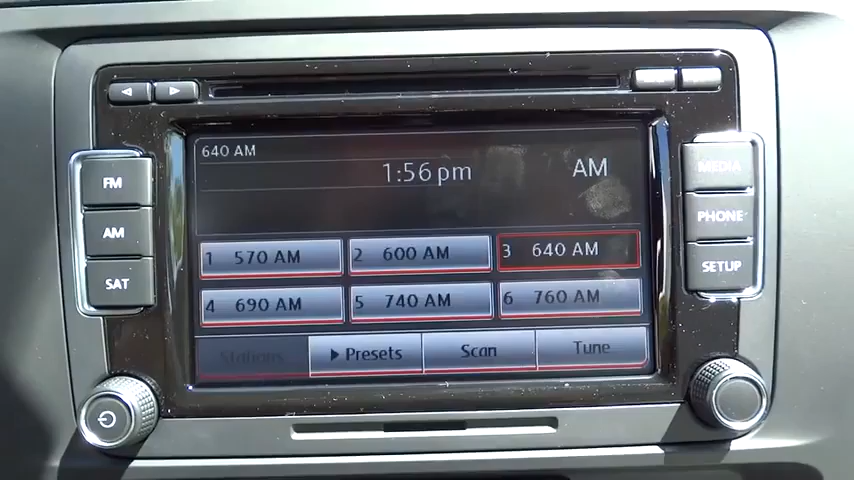 640 AM
1:56 pm
AM
FM
AM
SAT
MEDIA
PHONE
SETUP
1 570 AM
2 600 AM
3 640 AM
4 690 AM
5 740 AM
6 760 AM
Stations
Presets
Scan
Tune